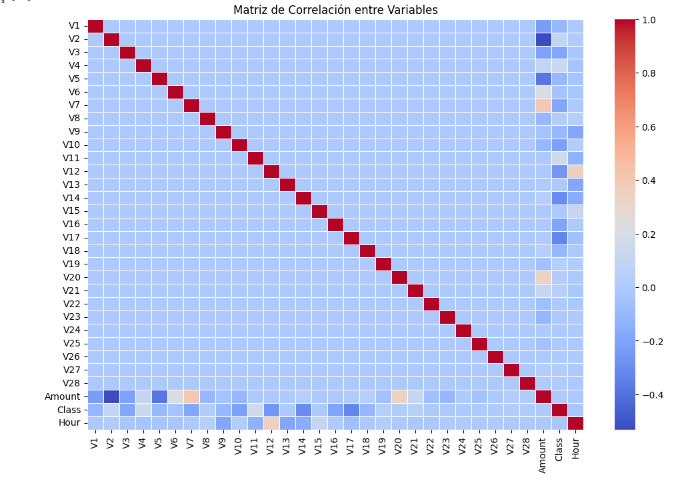 Matriz de Correlación entre Variables
V1
V2
V3
V4
V5
V6
V7
V8
V9
V10
V11
V12
V13
V14
V15
V16
V17
V18
V19
V20
V21
V22
V23
V24
V25
V26
V27
V28
Amount
Class
Hour
V1 V2 V3 V4 V5 V6 V7 V8 V9 V10 V11 V12 V13 V14 V15 V16 V17 V18 V19 V20 V21 V22 V23 V24 V25 V26 V27 V28 Amount Class Hour
1.0
0.8
0.6
0.4
0.2
0.0
−0.2
−0.4